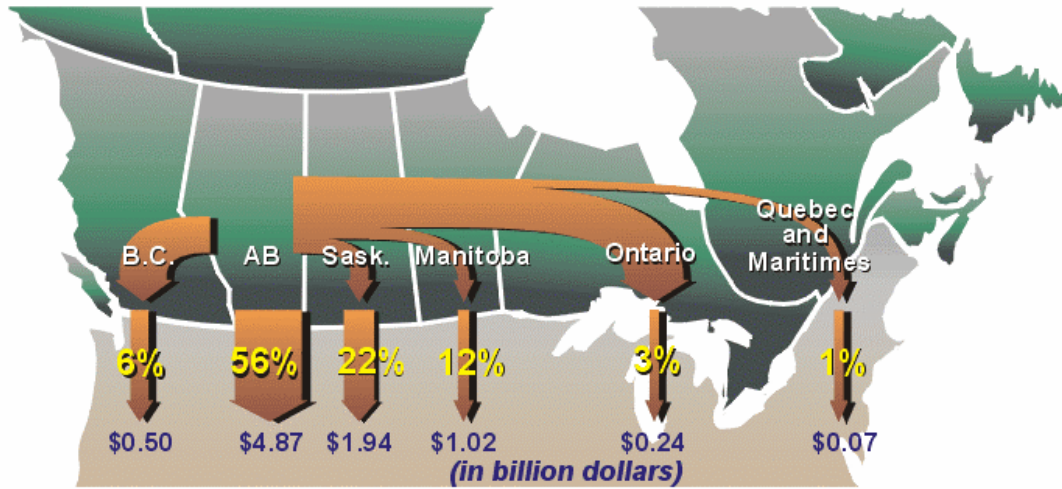 B.C.
AB
Sask.
Manitoba
Ontario
Quebec
and
Maritimes
6%
56%
22%
12%
3%
1%
$0.50
$4.87
$1.94
$1.02
$0.24
$0.07
(in billion dollars)